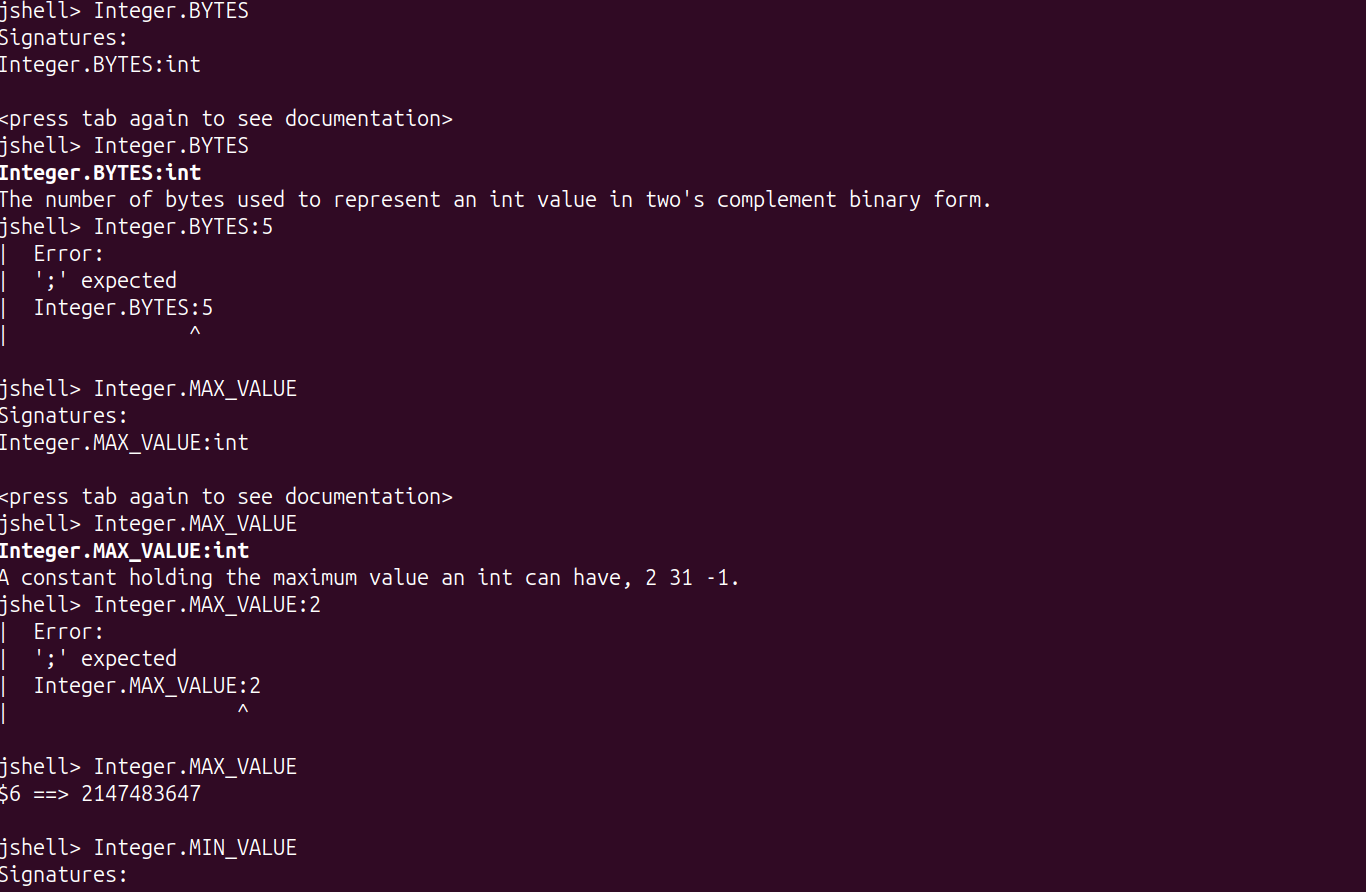 jshell> Integer.BYTES
Signatures:
Integer.BYTES:int
<press tab again to see documentation>
jshell> Integer.BYTES
Integer.BYTES:int
The number of bytes used to represent an int value in two's complement binary form.
jshell> Integer.BYTES:5
|  Error:
|  ';' expected
|  Integer.BYTES:5
|               ^
jshell> Integer.MAX_VALUE
Signatures:
Integer.MAX_VALUE:int
<press tab again to see documentation>
jshell> Integer.MAX_VALUE
Integer.MAX_VALUE:int
A constant holding the maximum value an int can have, 2 31 -1.
jshell> Integer.MAX_VALUE:2
|  Error:
|  ';' expected
|  Integer.MAX_VALUE:2
|                   ^
jshell> Integer.MAX_VALUE
$6 ==> 2147483647
jshell> Integer.MIN_VALUE
Signatures: